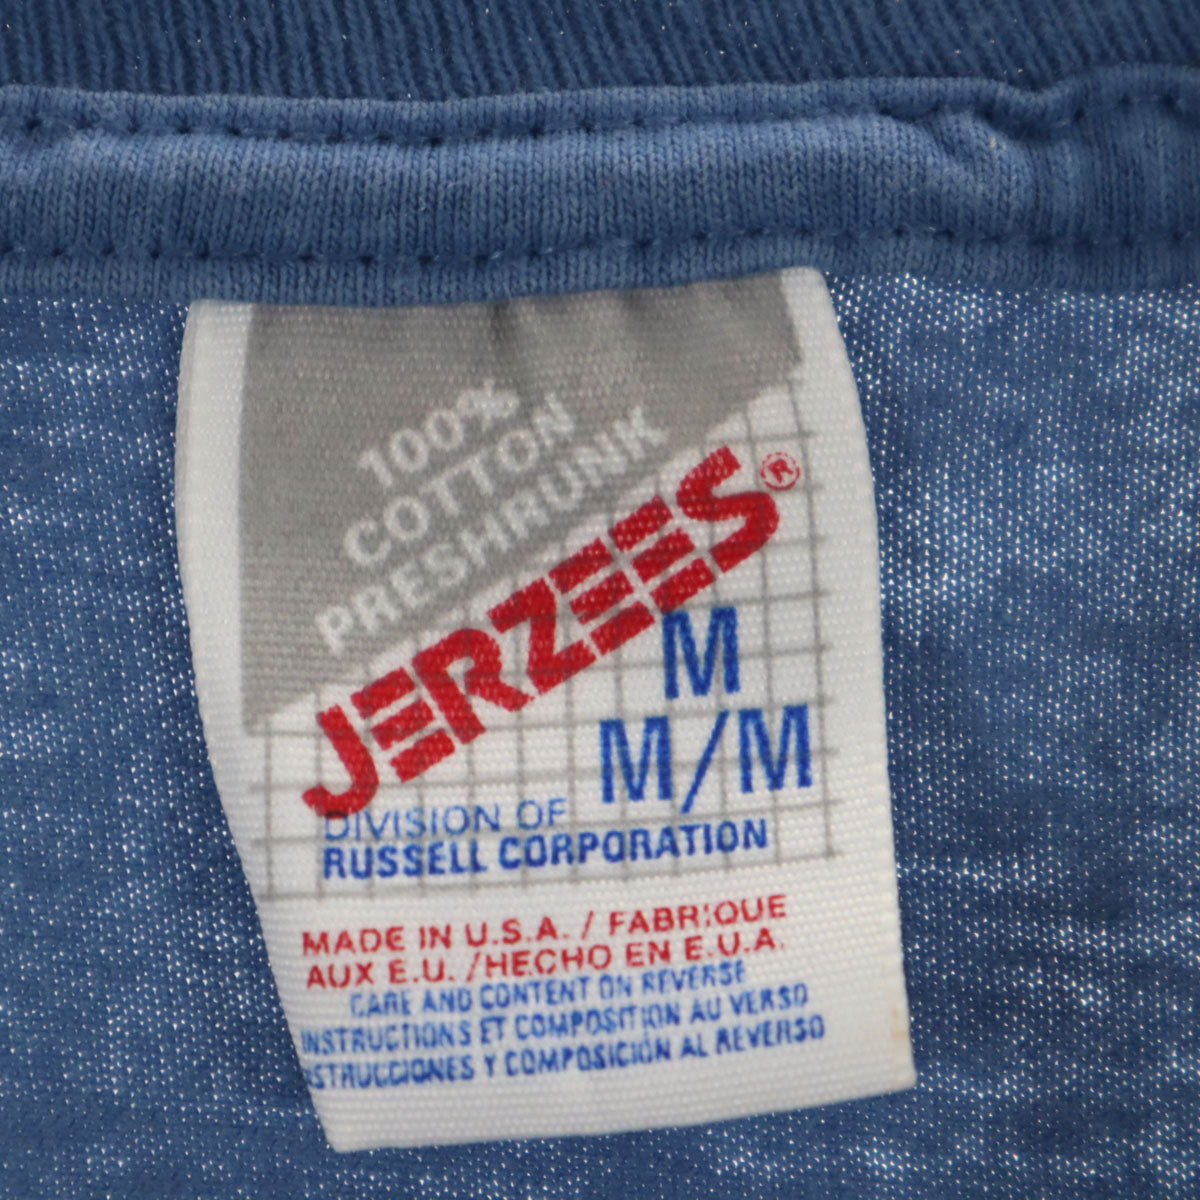 100%
COTTON
PRESHRUNK
JERZEES®
M
M/M
DIVISION OF
RUSSELL CORPORATION
MADE IN U.S.A. / FABRIQUE
AUX E.U. /HECHO EN E.U.A.
CARE AND CONTENT ON REVERSE
INSTRUCTIONS ET COMPOSITION AU VERSO
STRUCCIONES Y COMPOSICIÓN AL REVERSO